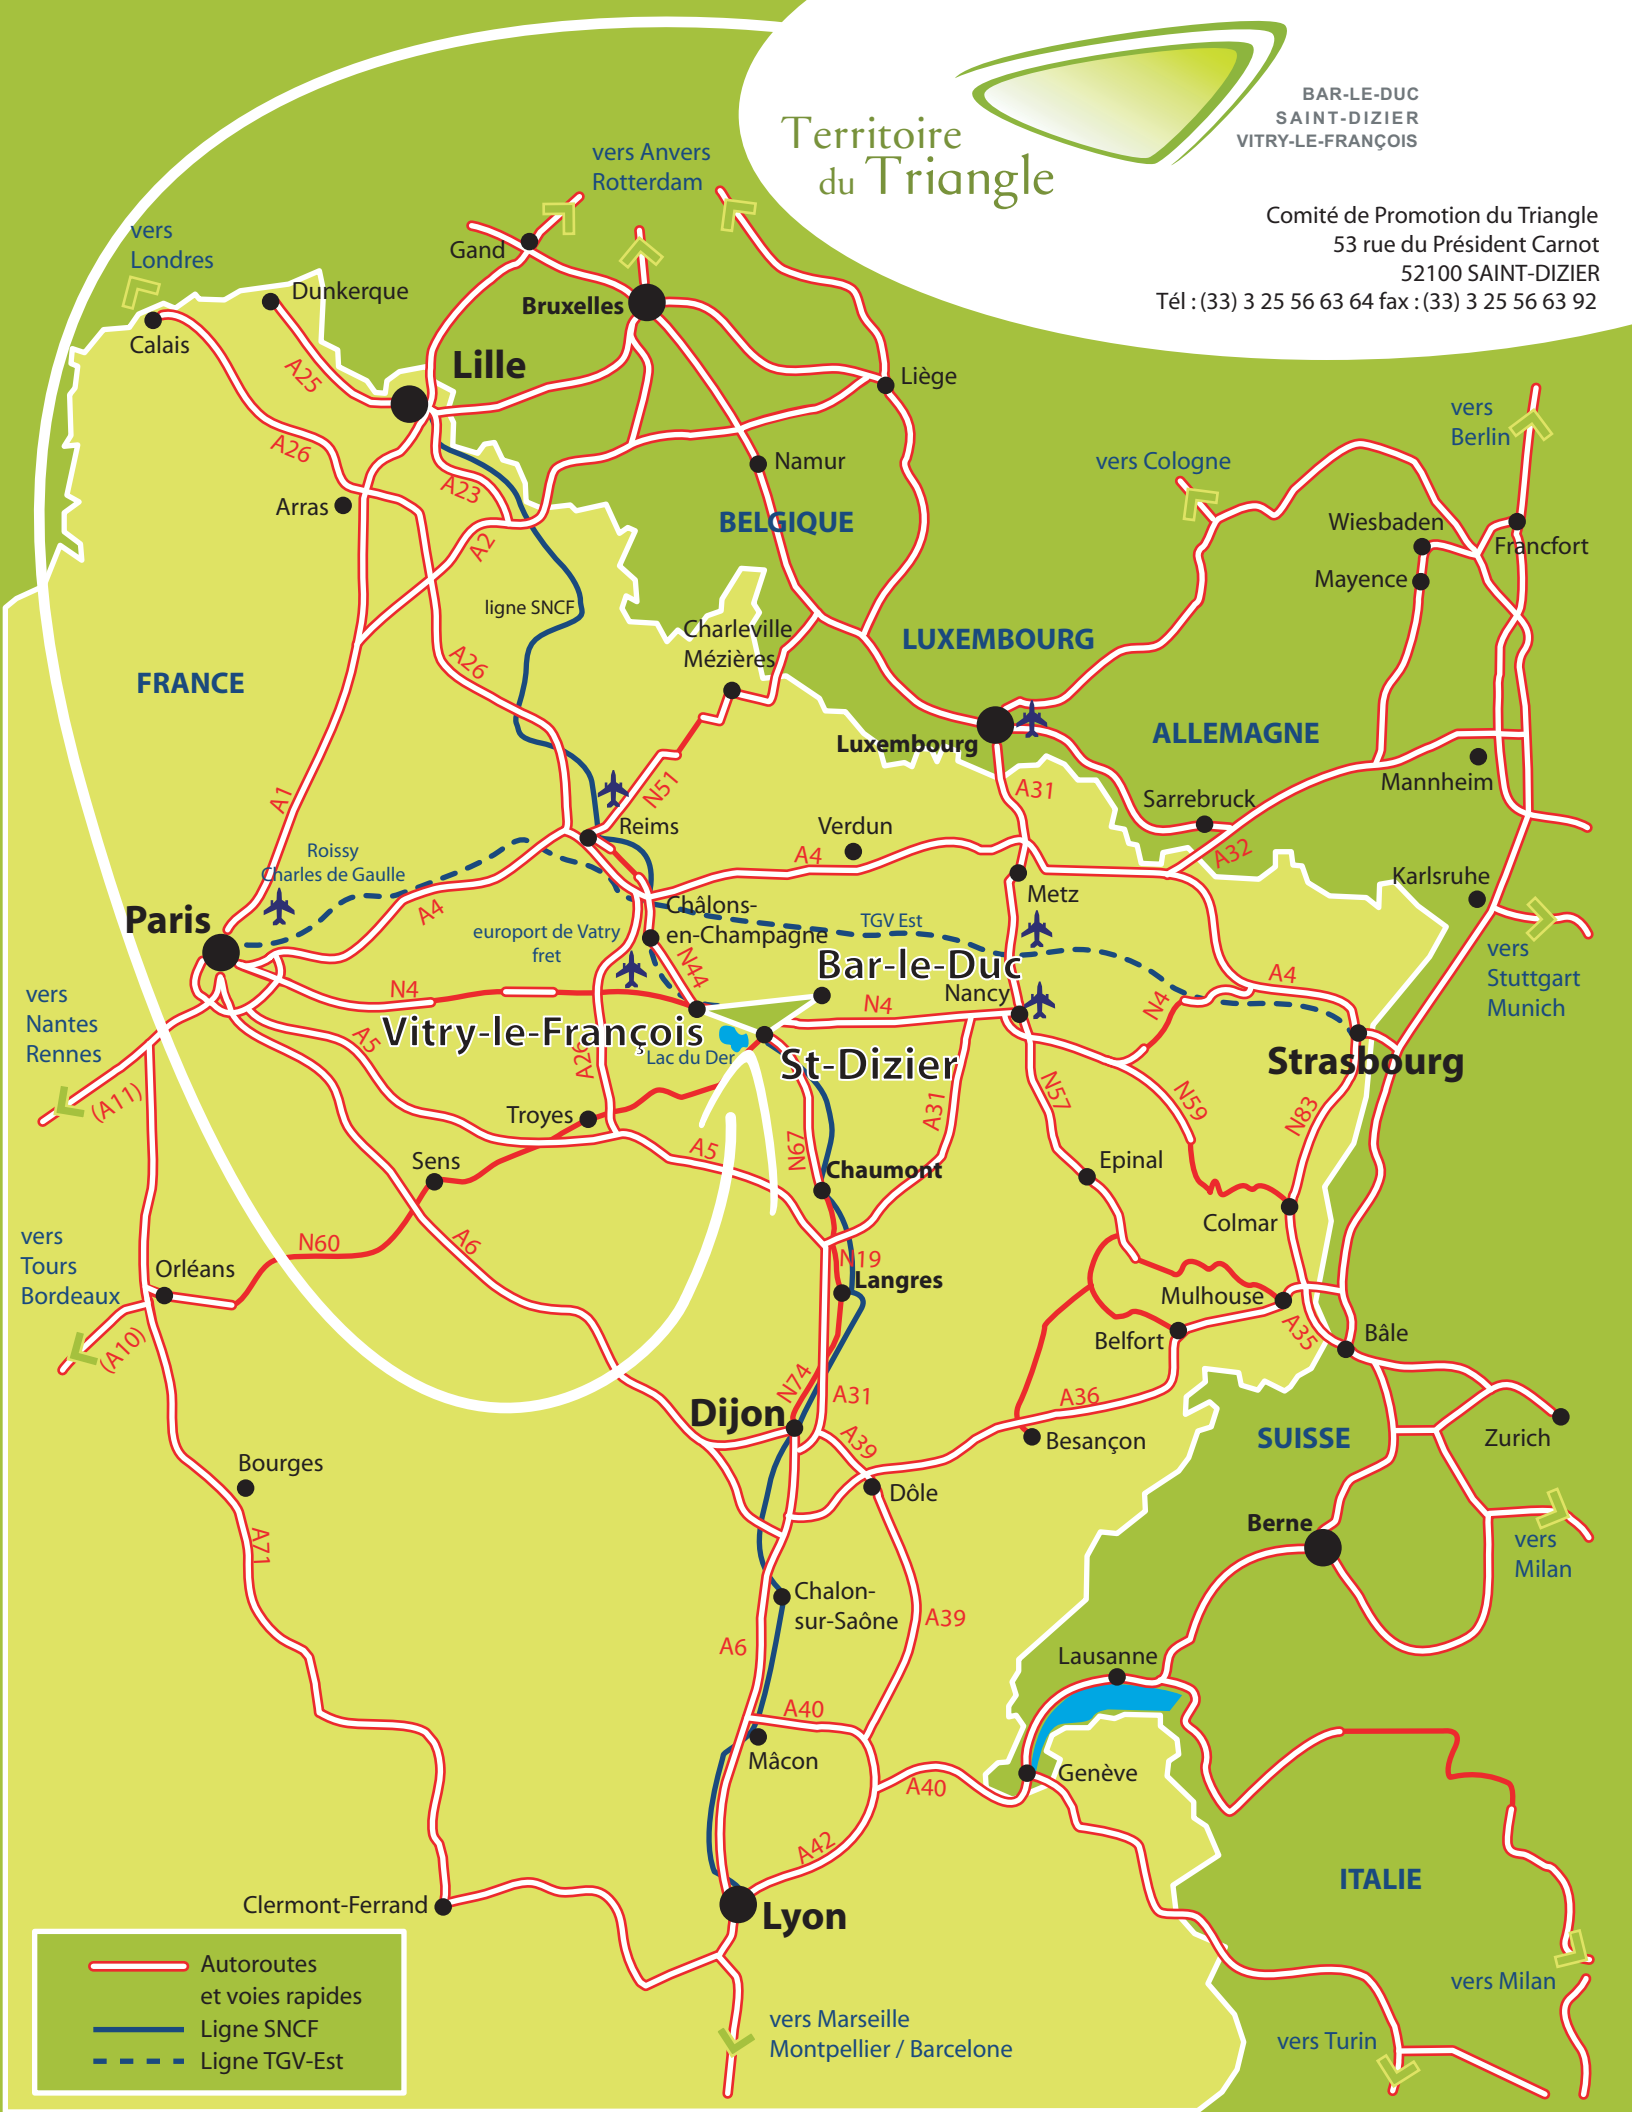 BAR-LE-DUC
SAINT-DIZIER
VITRY-LE-FRANÇOIS
Territoire
du Triangle
Comité de Promotion du Triangle
53 rue du Président Carnot
52100 SAINT-DIZIER
Tél : (33) 3 25 56 63 64 fax : (33) 3 25 56 63 92
vers Anvers
Rotterdam
vers
Londres
Gand
Dunkerque
Bruxelles
Calais
Lille
A25
Liège
vers
Berlin
A26
A23
Namur
vers Cologne
Arras
BELGIQUE
Wiesbaden
Francfort
A2
Mayence
ligne SNCF
Charleville
Mézières
LUXEMBOURG
A26
FRANCE
ALLEMAGNE
Luxembourg
Mannheim
A31
N51
A1
Sarrebruck
Reims
Verdun
A4
A32
Roissy
Charles de Gaulle
Karlsruhe
Metz
Châlons-
en-Champagne
Paris
A4
TGV Est
europort de Vatry
fret
vers
Stuttgart
Munich
N44
Bar-le-Duc
A4
N4
Nancy
N4
N4
vers
Nantes
Rennes
Vitry-le-François
A5
A26
Lac du Der
St-Dizier
Strasbourg
(A11)
N57
N59
N83
A31
Troyes
N67
A5
Sens
Chaumont
Epinal
Colmar
vers
Tours
Bordeaux
N60
A6
N19
Orléans
Langres
Mulhouse
(A10)
Belfort
A35
Bâle
N74
A31
A36
Dijon
A39
Besançon
SUISSE
Zurich
Bourges
Dôle
Berne
A71
vers
Milan
Chalon-
sur-Saône
A39
A6
Lausanne
A40
Mâcon
Genève
A40
A42
ITALIE
Clermont-Ferrand
Lyon
Autoroutes
et voies rapides
Ligne SNCF
Ligne TGV-Est
vers Milan
vers Marseille
Montpellier / Barcelone
vers Turin